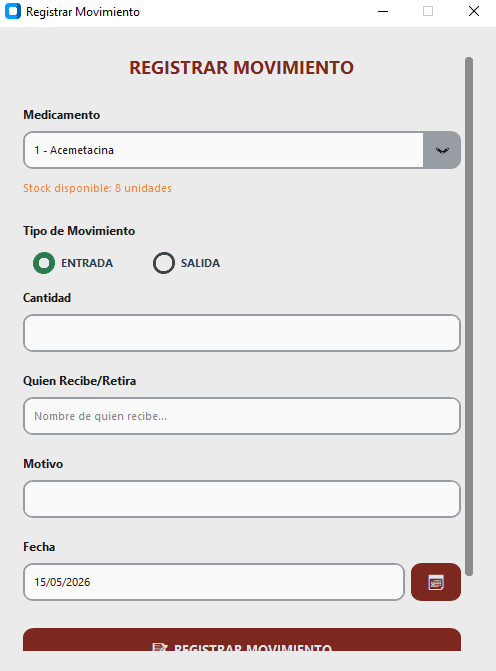 Registrar Movimiento
REGISTRAR MOVIMIENTO
Medicamento
1 - Acemetacina
Stock disponible: 8 unidades
Tipo de Movimiento
ENTRADA SALIDA
Cantidad
Quien Recibe/Retira
Nombre de quien recibe...
Motivo
Fecha
15/05/2026
REGISTRAR MOVIMIENTO